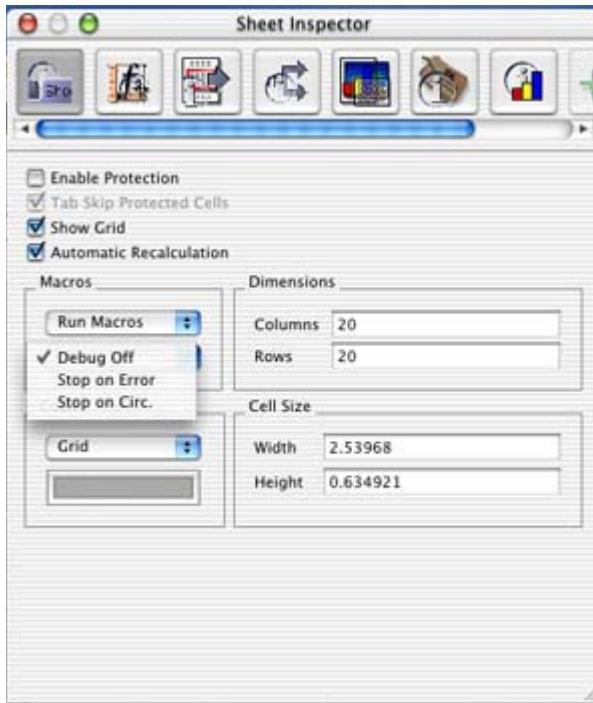 Sheet Inspector
Enable Protection
Tab Skip Protected Cells
Show Grid
Automatic Recalculation
Macros
Run Macros
Debug Off
Stop on Error
Stop on Circ.
Grid
Dimensions
Columns 20
Rows 20
Cell Size
Width 2.53968
Height 0.634921